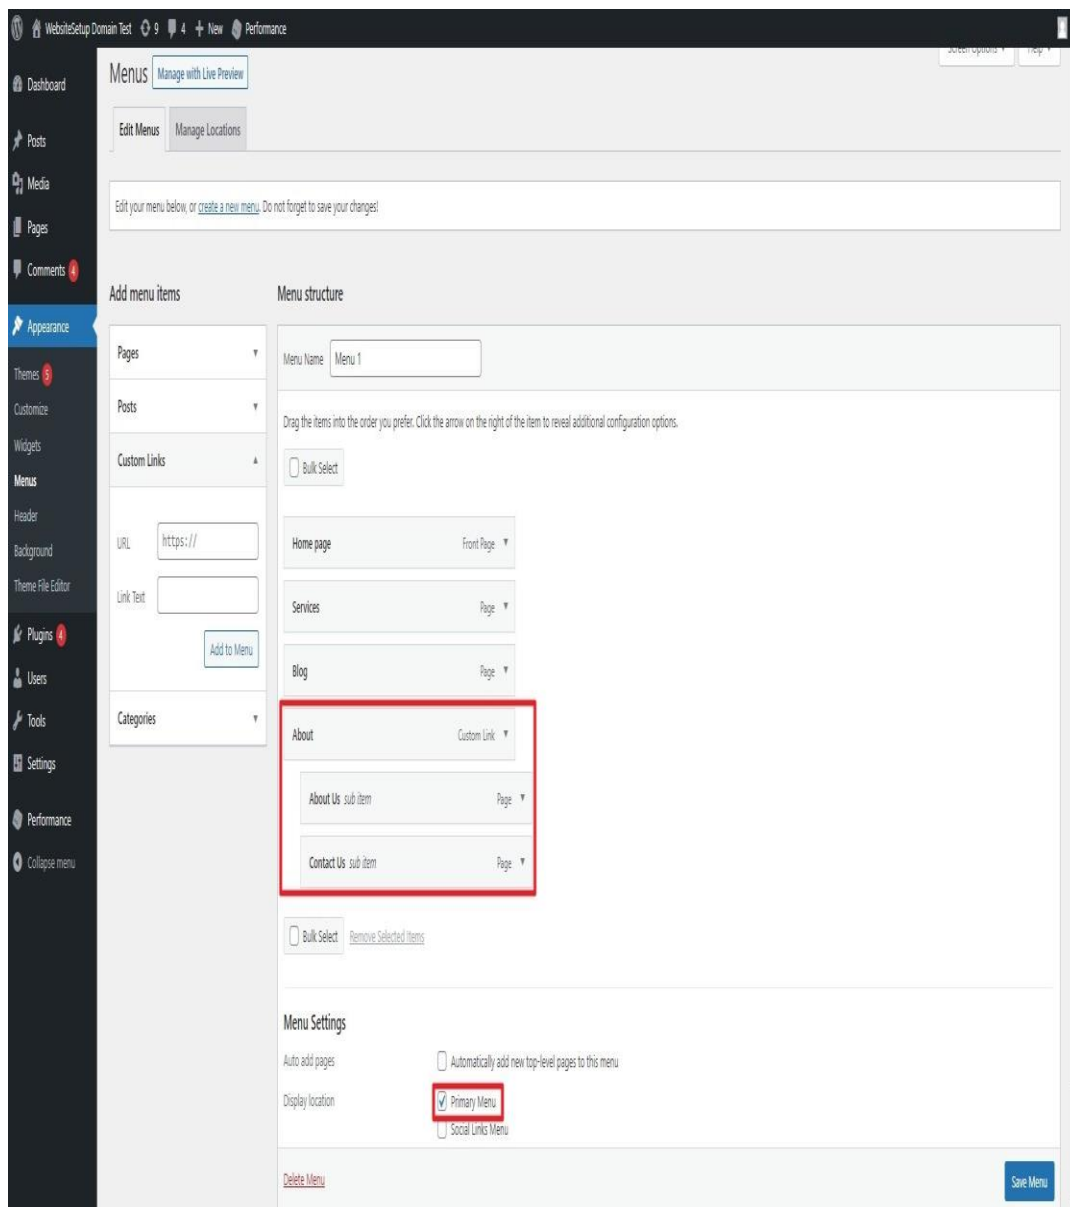 WebsiteSetup Domain Test 9 4 + New Performance
Screen Options Help
Dashboard
Posts
Media
Pages
Comments 4
Appearance
Themes 5
Customize
Widgets
Menus
Header
Background
Theme File Editor
Plugins 4
Users
Tools
Settings
Performance
Collapse menu
Menus Manage with Live Preview
Edit Menus Manage Locations
Edit your menu below, or create a new menu. Do not forget to save your changes!
Add menu items
Pages
Posts
Custom Links
URL https://
Link Text
Add to Menu
Categories
Menu structure
Menu Name Menu 1
Drag the items into the order you prefer. Click the arrow on the right of the item to reveal additional configuration options.
Bulk Select
Home page Front Page
Services Page
Blog Page
About Custom Link
About Us sub item Page
Contact Us sub item Page
Bulk Select Remove Selected Items
Menu Settings
Auto add pages Automatically add new top-level pages to this menu
Display location Primary Menu
Social Links Menu
Delete Menu Save Menu